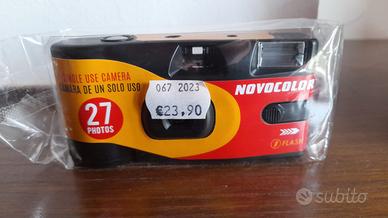 SINGLE USE CAMERA
CÁMARA DE UN SOLO USO
067 2023
€23,90
NOVOCOLOR
27
PHOTOS
FLASH
subito